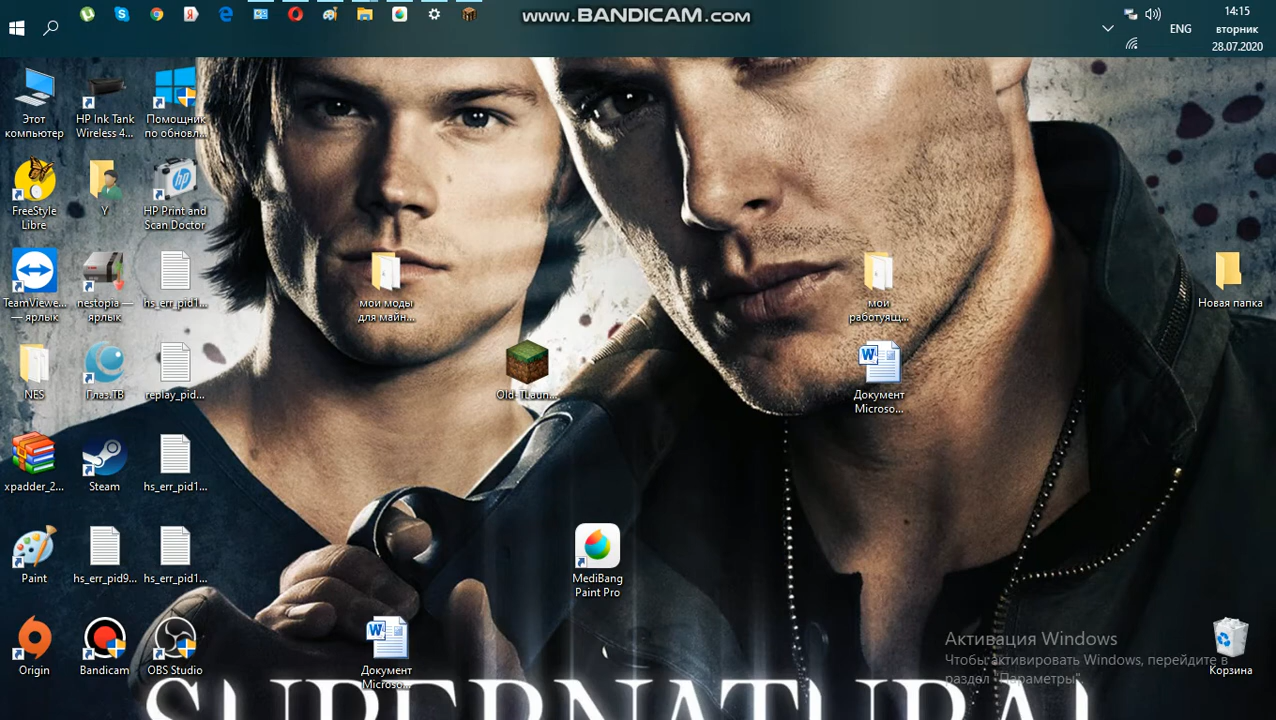 www.BANDICAM.com
14:15
ENG
вторник
28.07.2020
Этот
компьютер
HP Ink Tank
Wireless 4...
Помощник
по обновл...
FreeStyle
Libre
Y
HP Print and
Scan Doctor
TeamViewe...
— ярлык
nestopia —
ярлык
hs_err_pid1...
мои моды
для майн...
мои
работуящ...
Новая папка
NES
Глаз.ТВ
replay_pid...
Old-TLaun...
Документ
Microso...
xpadder_2...
Steam
hs_err_pid1...
Paint
hs_err_pid9...
hs_err_pid1...
MediBang
Paint Pro
Origin
Bandicam
OBS Studio
Документ
Microso...
Активация Windows
Чтобы активировать Windows, перейдите в
раздел "Параметры".
Корзина
SUPERNATURAL